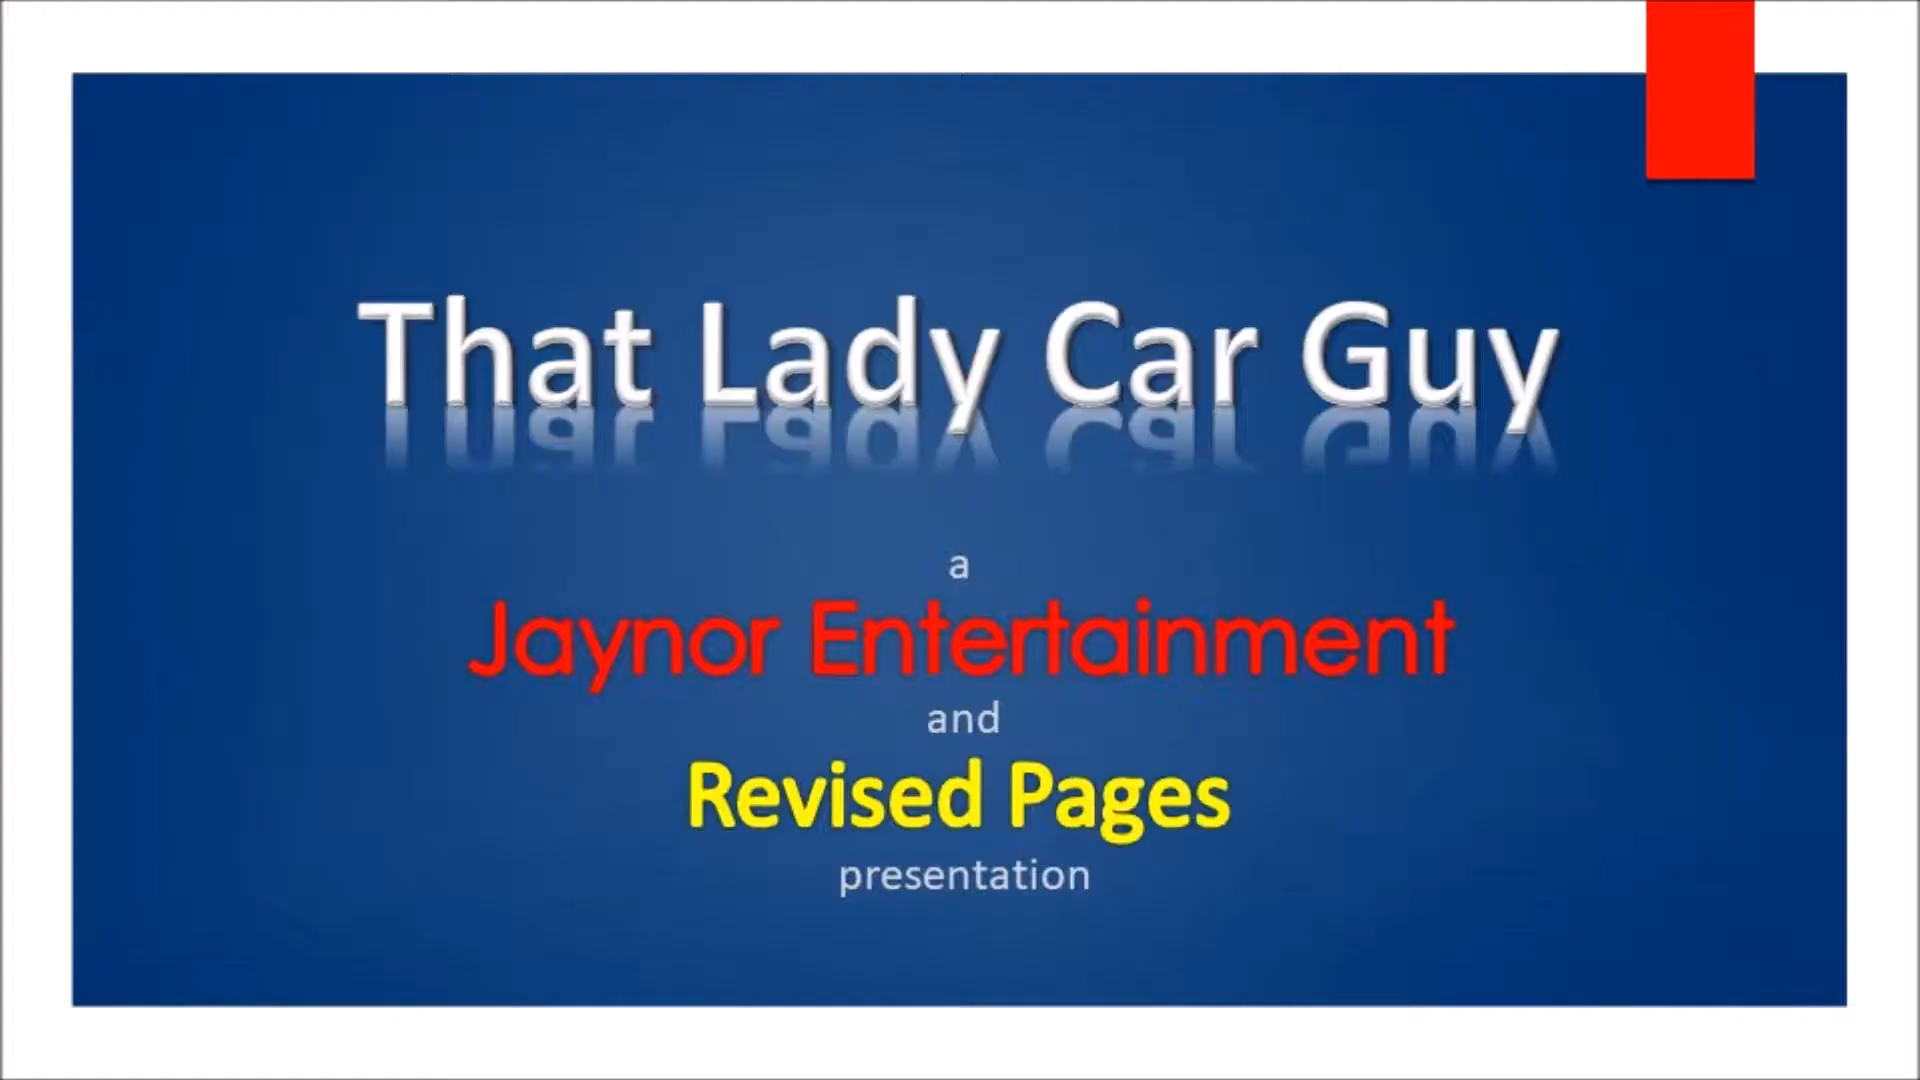 That Lady Car Guy
a
Jaynor Entertainment
and
Revised Pages
presentation